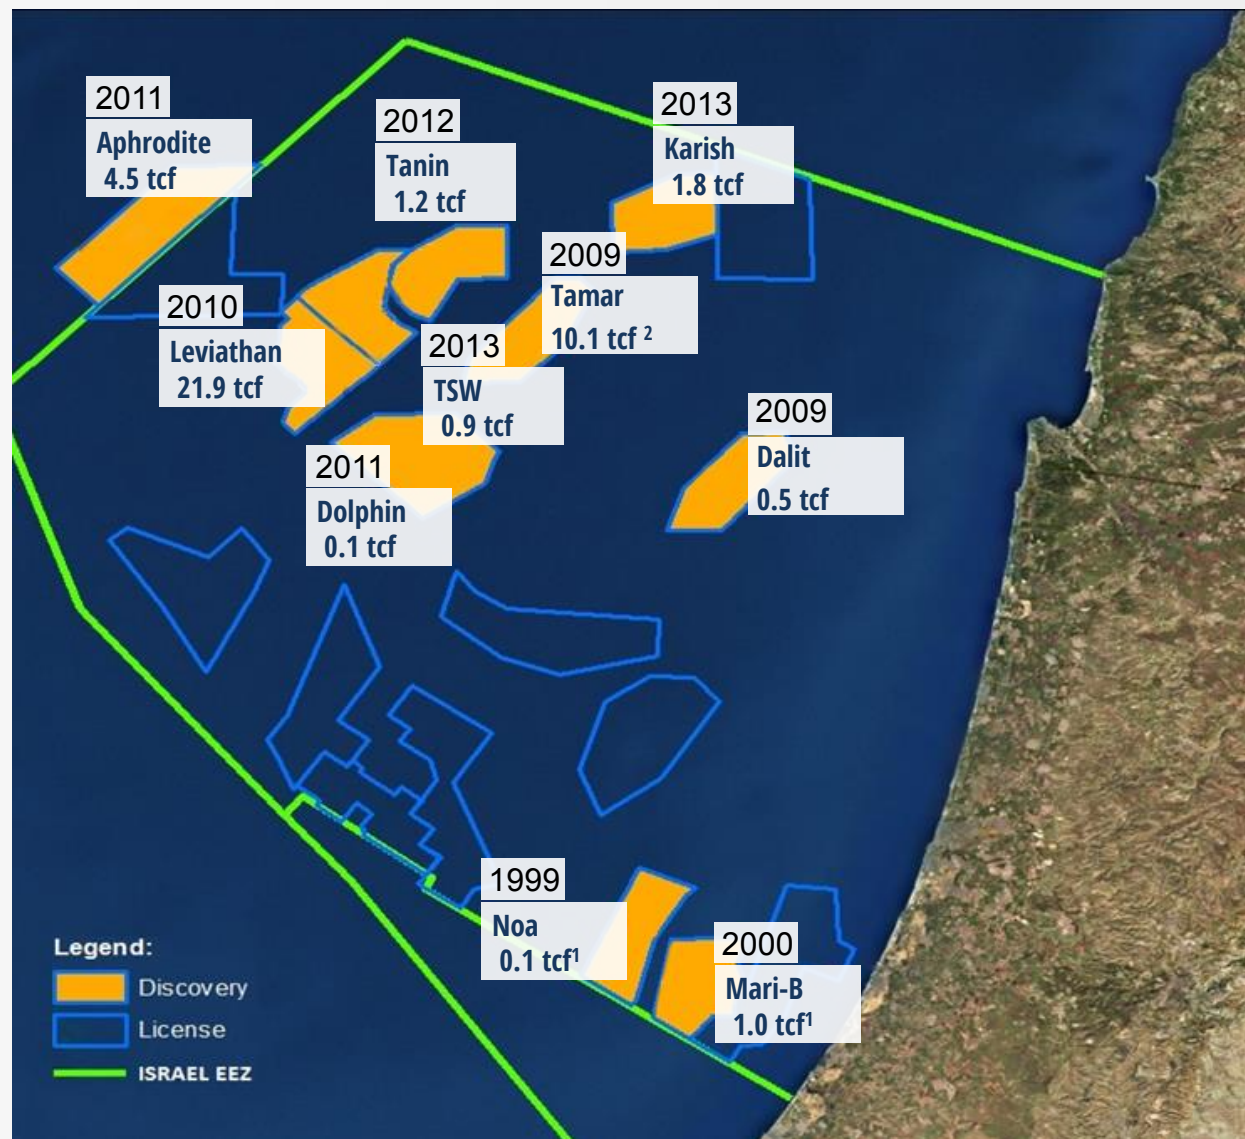 2011
Aphrodite
4.5 tcf
2012
Tanin
1.2 tcf
2013
Karish
1.8 tcf
2009
Tamar
10.1 tcf ²
2010
Leviathan
21.9 tcf
2013
TSW
0.9 tcf
2009
Dalit
0.5 tcf
2011
Dolphin
0.1 tcf
1999
Noa
0.1 tcf¹
2000
Mari-B
1.0 tcf¹
Legend:
Discovery
License
ISRAEL EEZ